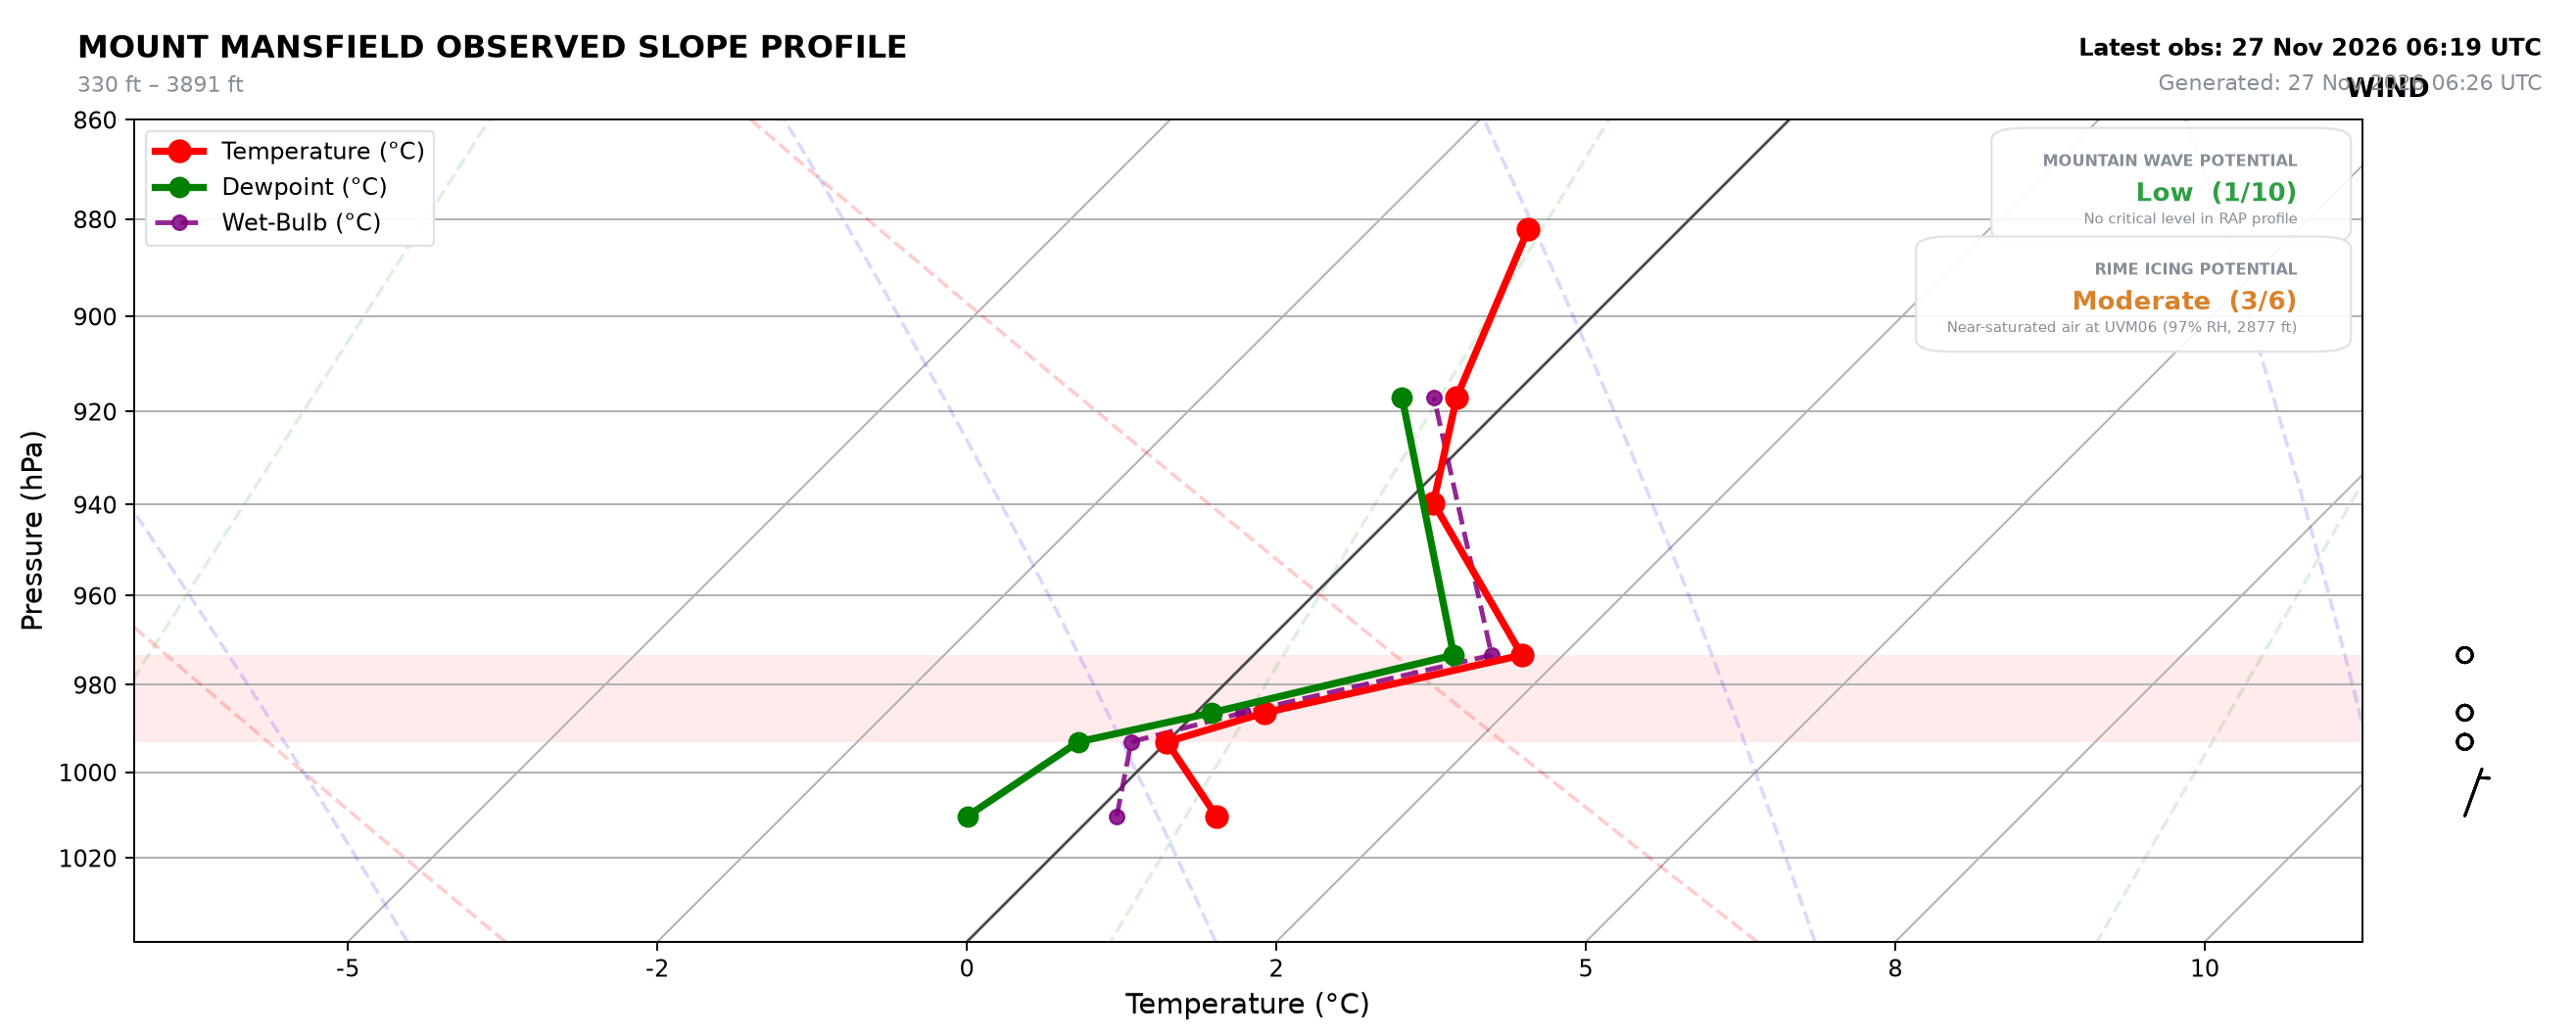 MOUNT MANSFIELD OBSERVED SLOPE PROFILE
330 ft – 3891 ft
Latest obs: 27 Nov 2026 06:19 UTC
Generated: 27 Nov 2026 06:26 UTC
WIND
Temperature (°C)
Dewpoint (°C)
Wet-Bulb (°C)
MOUNTAIN WAVE POTENTIAL
Low (1/10)
No critical level in RAP profile
RIME ICING POTENTIAL
Moderate (3/6)
Near-saturated air at UVM06 (97% RH, 2877 ft)
Pressure (hPa)
860
880
900
920
940
960
980
1000
1020
-5 -2 0 2 5 8 10
Temperature (°C)